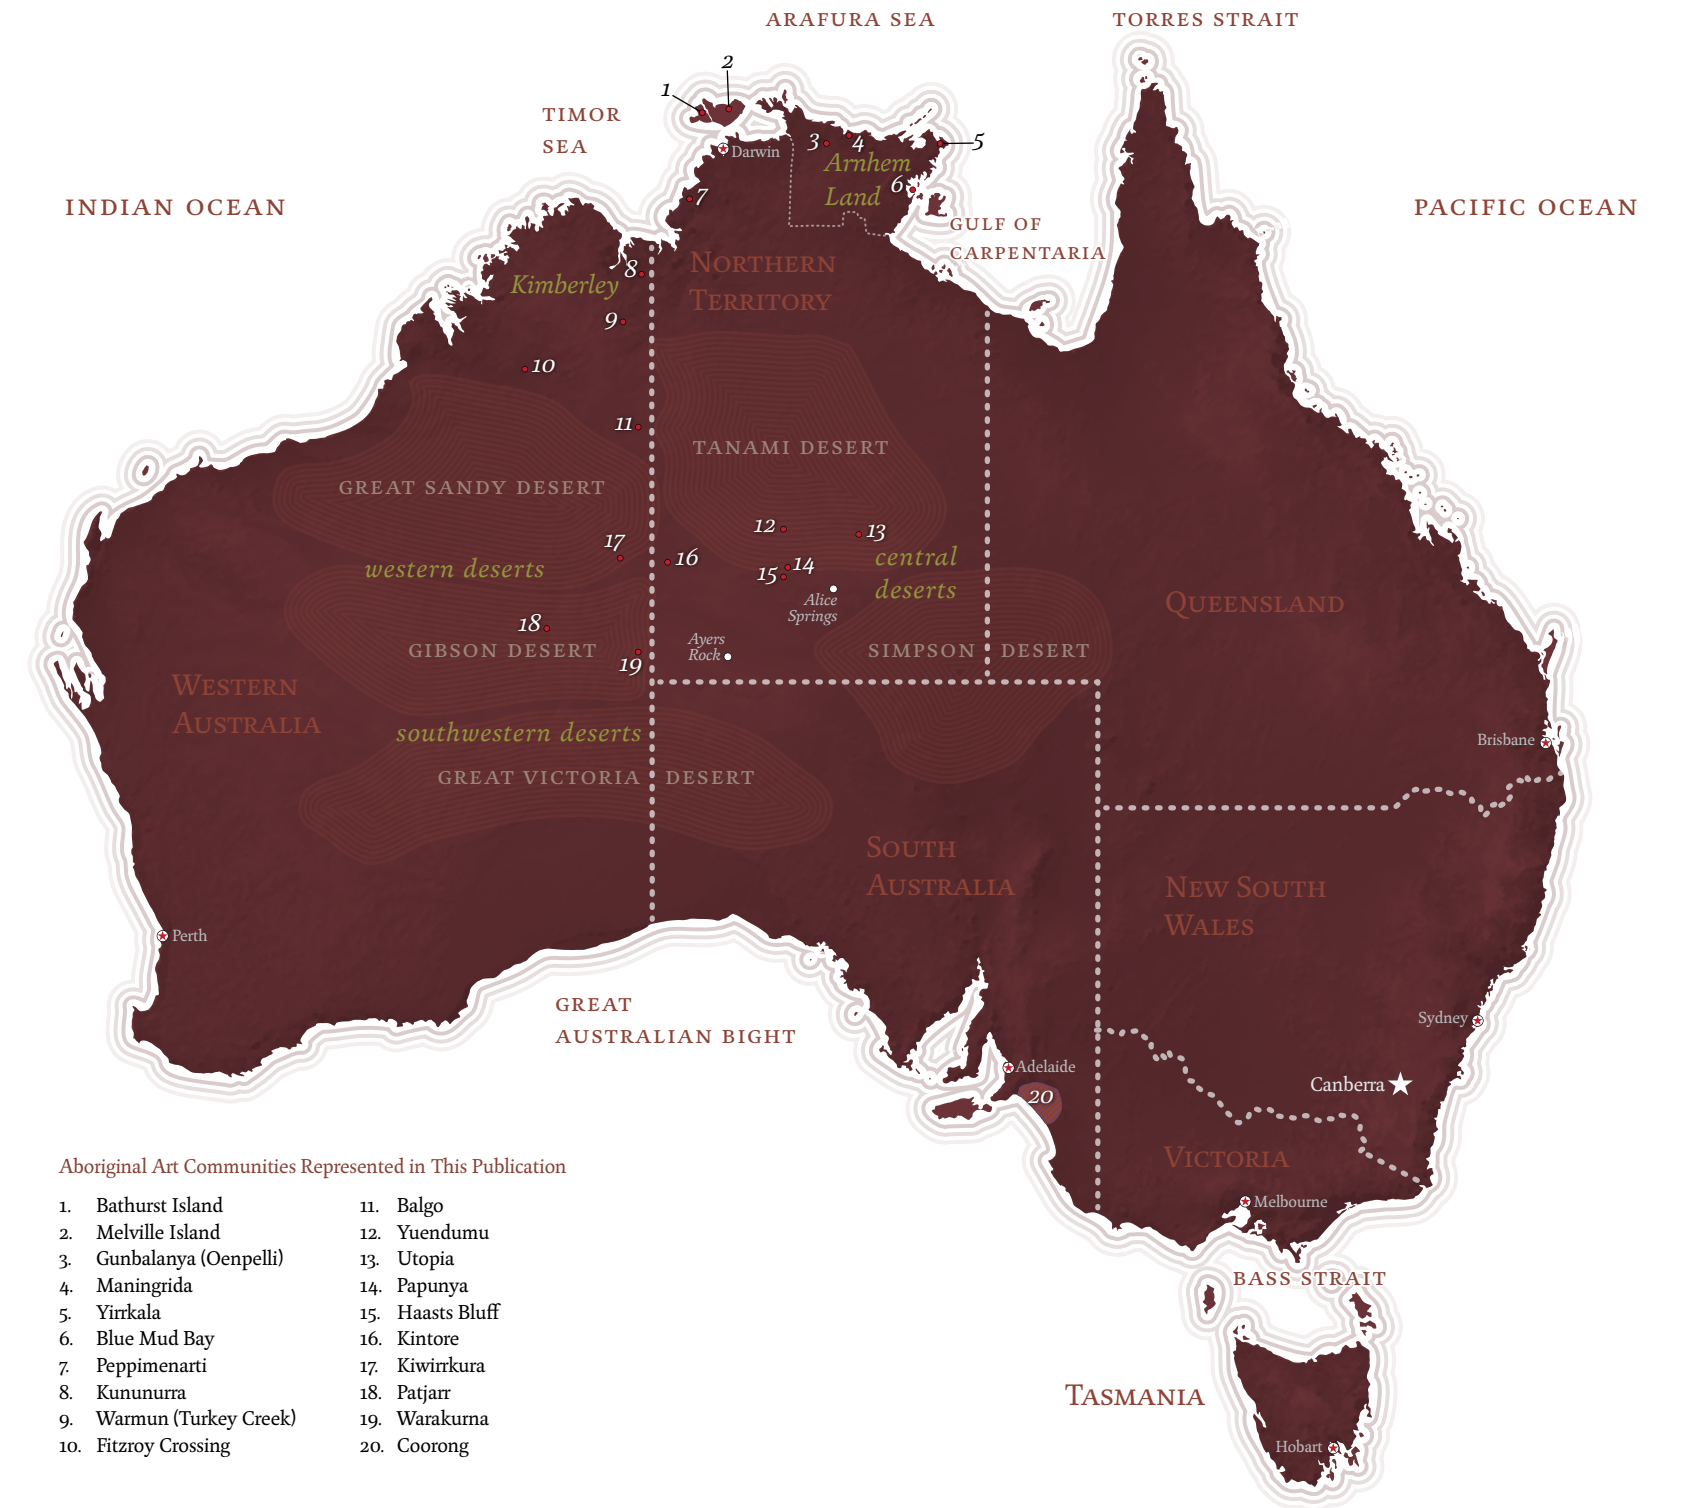 ARAFURA SEA
TORRES STRAIT
2
1
TIMOR
SEA
Darwin
3
4
5
Arnhem
Land
6
7
INDIAN OCEAN
PACIFIC OCEAN
GULF OF
CARPENTARIA
NORTHERN
TERRITORY
8
Kimberley
9
10
11
TANAMI DESERT
GREAT SANDY DESERT
12
13
17
16
14
15
central
deserts
western deserts
Alice
Springs
QUEENSLAND
18
GIBSON DESERT
19
Ayers
Rock
SIMPSON DESERT
WESTERN
AUSTRALIA
southwestern deserts
Brisbane
GREAT VICTORIA DESERT
SOUTH
AUSTRALIA
NEW SOUTH
WALES
Perth
GREAT
AUSTRALIAN BIGHT
Sydney
Adelaide
Canberra
20
VICTORIA
Melbourne
BASS STRAIT
TASMANIA
Hobart
Aboriginal Art Communities Represented in This Publication
1. Bathurst Island
2. Melville Island
3. Gunbalanya (Oenpelli)
4. Maningrida
5. Yirrkala
6. Blue Mud Bay
7. Peppimenarti
8. Kununurra
9. Warmun (Turkey Creek)
10. Fitzroy Crossing
11. Balgo
12. Yuendumu
13. Utopia
14. Papunya
15. Haasts Bluff
16. Kintore
17. Kiwirrkura
18. Patjarr
19. Warakurna
20. Coorong